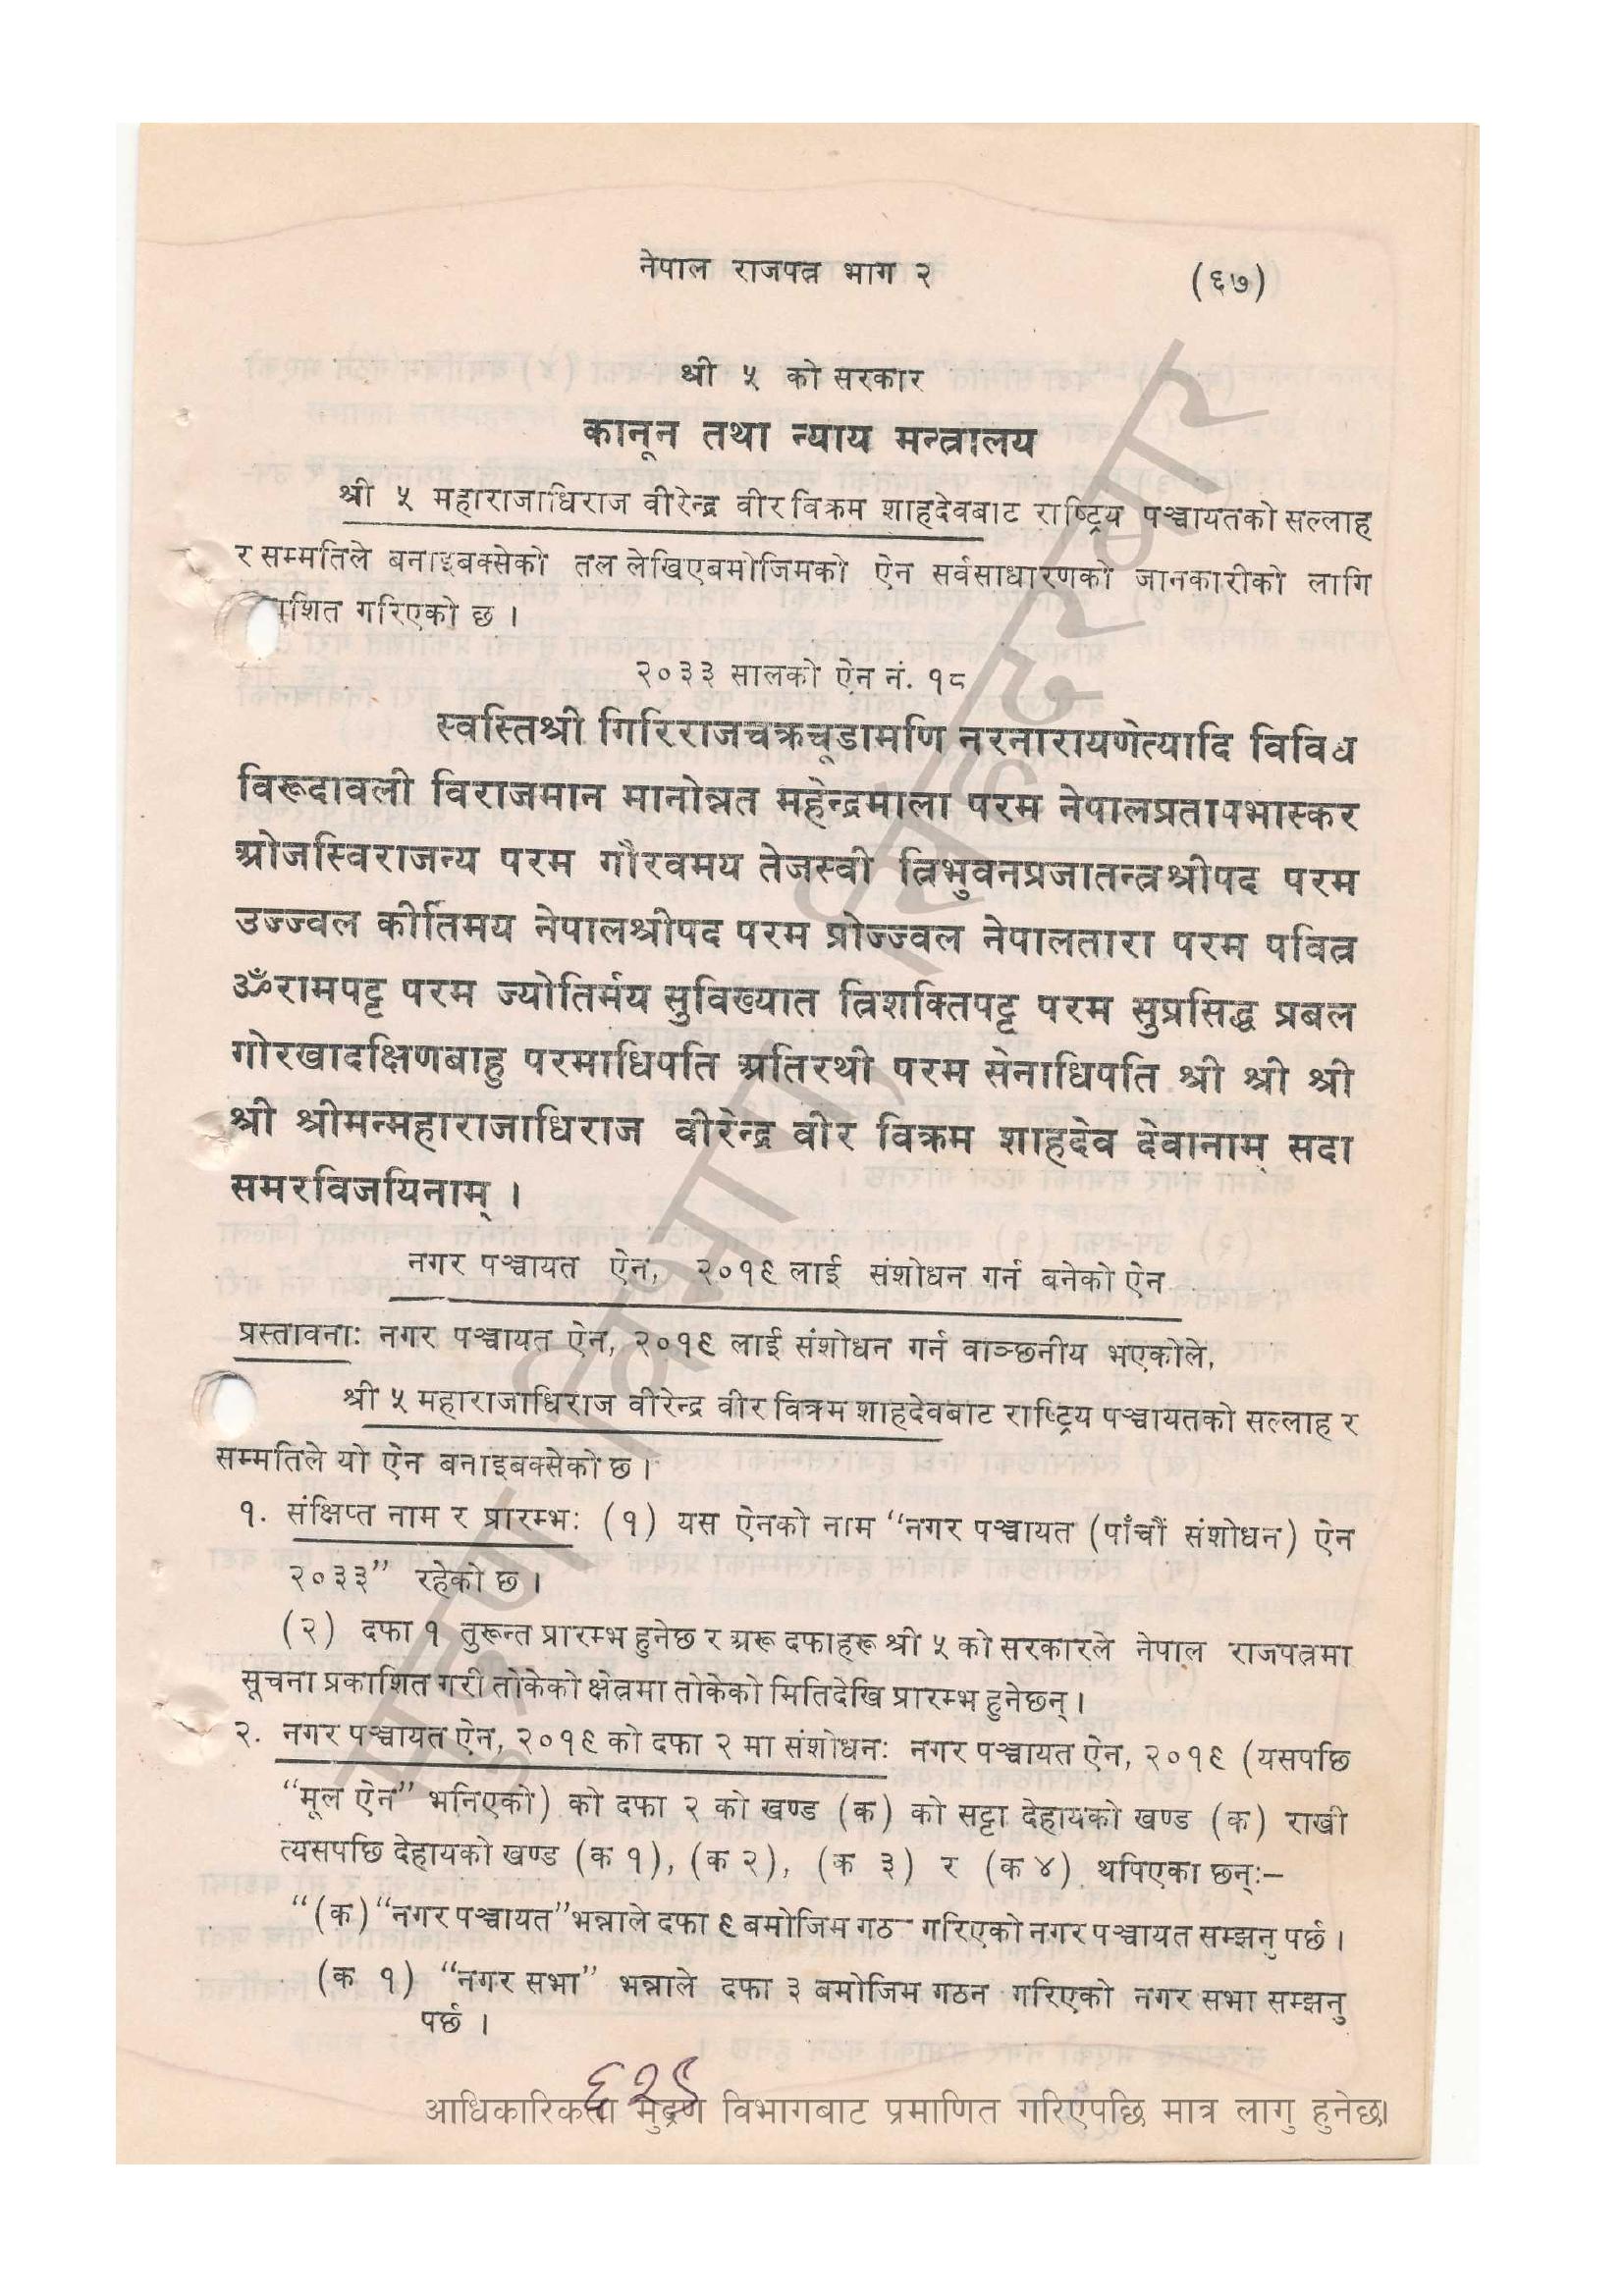 नेपाल राजपत्र भाग २ (६७)
श्री ५ को सरकार
कानून तथा न्याय मन्त्रालय
श्री ५ महाराजाधिराज वीरेन्द्र वीर विक्रम शाहदेवबाट राष्ट्रिय पञ्चायतको सल्लाह
र सम्मतिले बनाइबक्सेको तल लेखिएबमोजिमको ऐन सर्वसाधारणको जानकारीको लागि
गरिएको छ ।
२०३३ सालको ऐन नं. १८
स्वस्तिश्री गिरिराजचक्रचूडामणि नरनारायणेत्यादि विविध
विरूदावली विराजमान मानोन्नत महेन्द्रमाला परम नेपालप्रतापभास्कर
ओजस्विराजन्य परम गौरवमय तेजस्वी त्रिभुवनप्रजातन्त्रश्रीपद परम
उज्ज्वल कीर्तिमय नेपालश्रीपद परम प्रोज्ज्वल नेपालतारा परम पवित्र
ॐरामपट्ट परम ज्योतिर्मय सुविख्यात त्रिशक्तिपट्ट परम सुप्रसिद्ध प्रबल
गोरखादक्षिणबाहु परमाधिपति अतिरथी परम सेनाधिपति श्री श्री श्री
श्री श्रीमन्महाराजाधिराज वीरेन्द्र वीर विक्रम शाहदेव देवानाम् सदा
समरविजयिनाम् ।
नगर पञ्चायत ऐन, २०१९ लाई संशोधन गर्न बनेको ऐन
प्रस्तावना: नगर पञ्चायत ऐन, २०१९ लाई संशोधन गर्न वाञ्छनीय भएकोले,
श्री ५ महाराजाधिराज वीरेन्द्र वीर विक्रम शाहदेवबाट राष्ट्रिय पञ्चायतको सल्लाह र
सम्मतिले यो ऐन बनाइबक्सेको छ ।
१. संक्षिप्त नाम र प्रारम्भ: (१) यस ऐनको नाम “नगर पञ्चायत (पाँचौं संशोधन) ऐन
२०३३” रहेको छ ।
(२) दफा १ तुरून्त प्रारम्भ हुनेछ र अरू दफाहरू श्री ५ को सरकारले नेपाल राजपत्रमा
सूचना प्रकाशित गरी तोकेको क्षेत्रमा तोकेको मितिदेखि प्रारम्भ हुनेछन् ।
२. नगर पञ्चायत ऐन, २०१९ को दफा २ मा संशोधन: नगर पञ्चायत ऐन, २०१९ (यसपछि
“मूल ऐन” भनिएको) को दफा २ को खण्ड (क) को सट्टा देहायको खण्ड (क) राखी
त्यसपछि देहायको खण्ड (क १), (क २), (क ३) र (क ४) थपिएका छन्:–
“(क) “नगर पञ्चायत” भन्नाले दफा ९ बमोजिम गठ गरिएको नगर पञ्चायत सम्झनु पर्छ ।
(क १) “नगर सभा” भन्नाले दफा ३ बमोजिम गठन गरिएको नगर सभा सम्झनु
पर्छ ।
६२९
आधिकारिकता मुद्रण विभागबाट प्रमाणित गरिएपछि मात्र लागु हुनेछ।
मुद्रण विभाग, सिंहदरबार